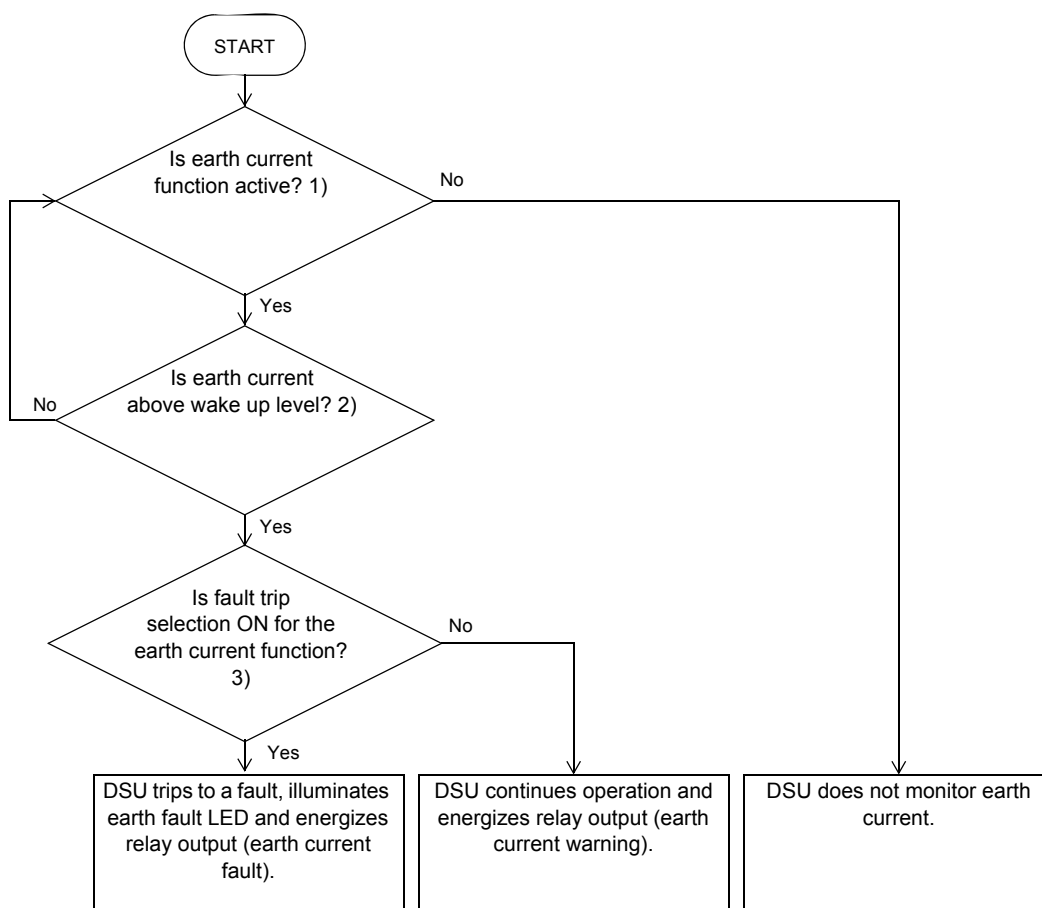 START
Is earth current
function active? 1)
No
Yes
Is earth current
above wake up level? 2)
No
Yes
Is fault trip
selection ON for the
earth current function?
3)
No
Yes
DSU trips to a fault, illuminates
earth fault LED and energizes
relay output (earth current
fault).
DSU continues operation and
energizes relay output (earth
current warning).
DSU does not monitor earth
current.